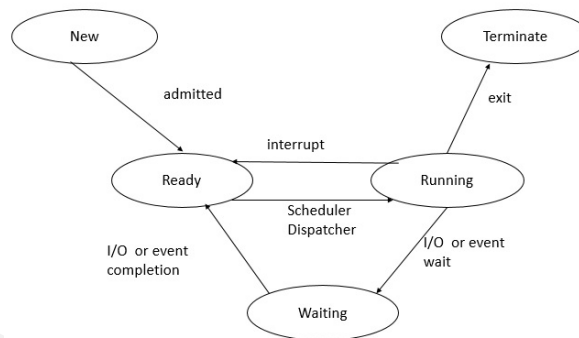 New
Terminate
admitted
exit
interrupt
Ready
Running
Scheduler
Dispatcher
I/O or event
completion
I/O or event
wait
Waiting